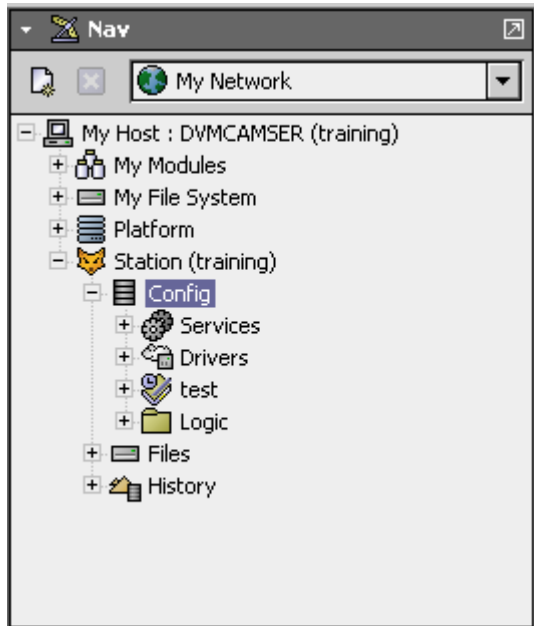 Nav
My Network
My Host : DVMCAMSER (training)
My Modules
My File System
Platform
Station (training)
Config
Services
Drivers
test
Logic
Files
History